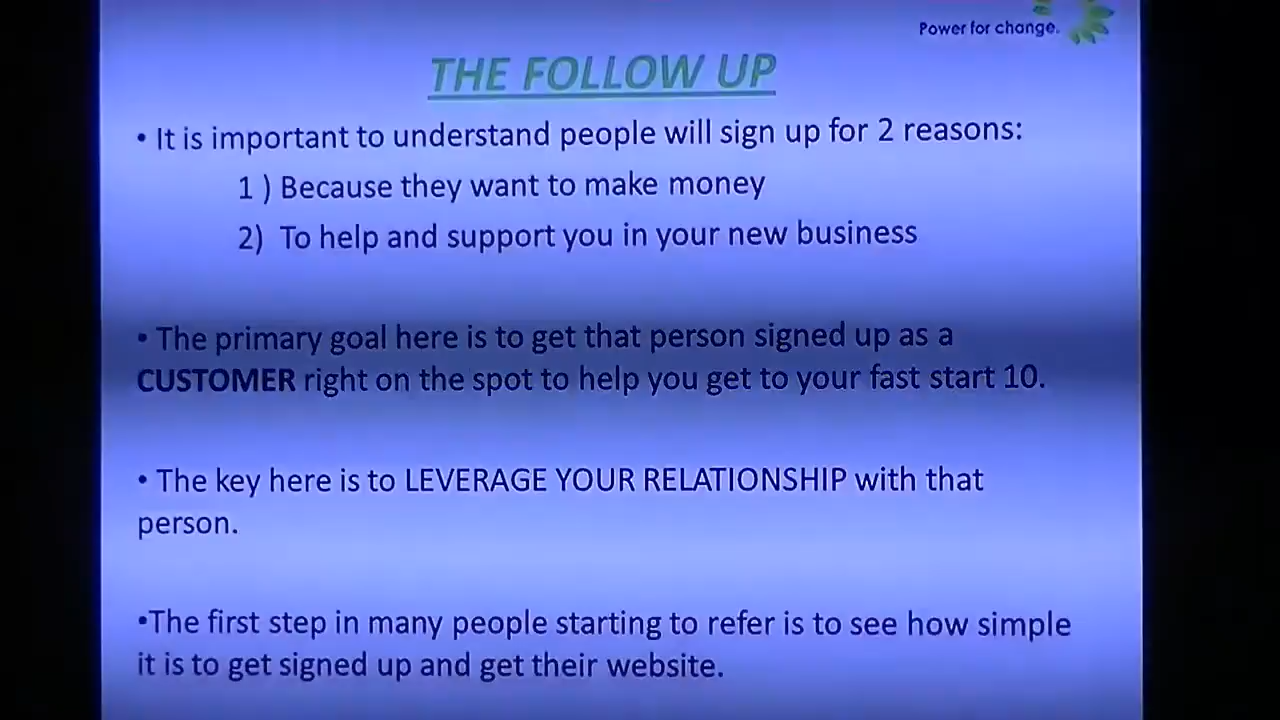 Power for change.
THE FOLLOW UP
• It is important to understand people will sign up for 2 reasons:
1 ) Because they want to make money
2) To help and support you in your new business
• The primary goal here is to get that person signed up as a
CUSTOMER right on the spot to help you get to your fast start 10.
• The key here is to LEVERAGE YOUR RELATIONSHIP with that
person.
•The first step in many people starting to refer is to see how simple
it is to get signed up and get their website.